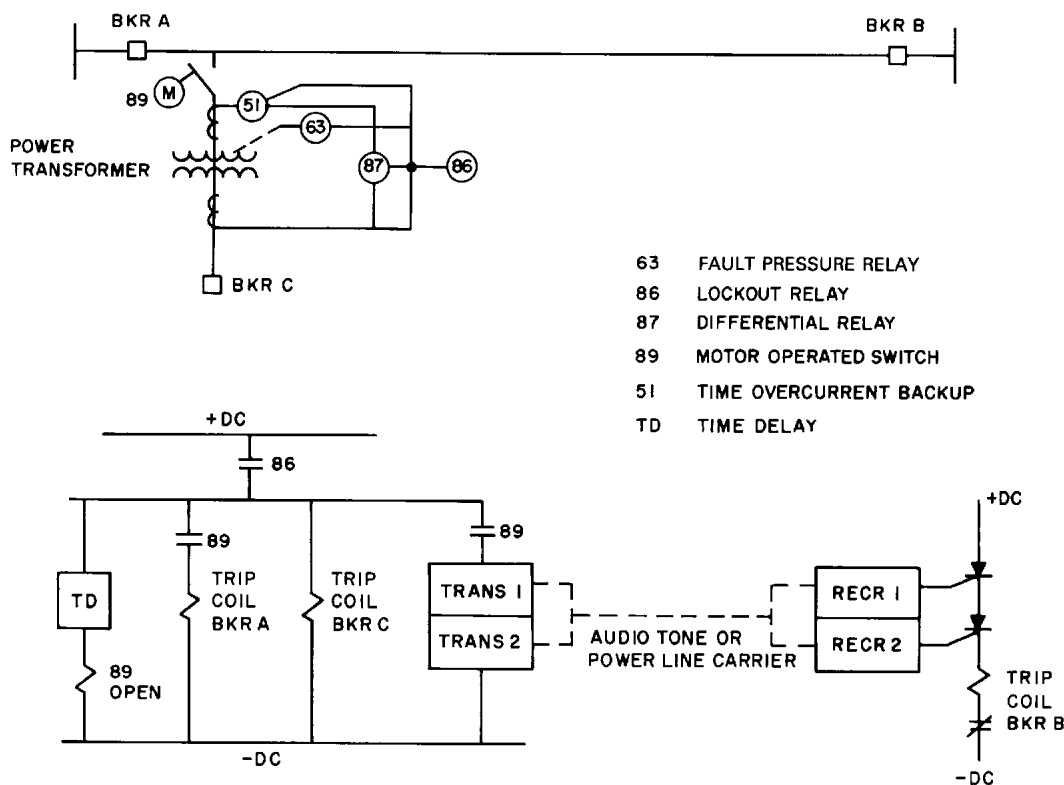 BKR A
BKR B
89
M
51
63
POWER
TRANSFORMER
87
86
BKR C
63 FAULT PRESSURE RELAY
86 LOCKOUT RELAY
87 DIFFERENTIAL RELAY
89 MOTOR OPERATED SWITCH
51 TIME OVERCURRENT BACKUP
TD TIME DELAY
+DC
86
89
89
+DC
TD
TRIP
COIL
BKR A
TRIP
COIL
BKR C
TRANS 1
TRANS 2
AUDIO TONE OR
POWER LINE CARRIER
RECR 1
RECR 2
89
OPEN
TRIP
COIL
BKR B
-DC
-DC